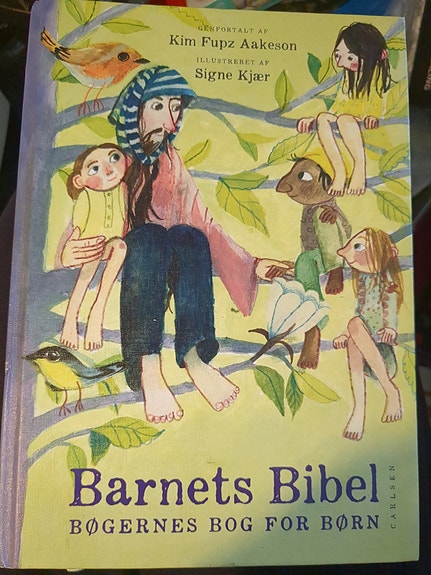 GENFORTALT AF
Kim Fupz Aakeson
ILLUSTRERET AF
Signe Kjær
Barnets Bibel
BØGERNES BOG FOR BØRN
CARLSEN